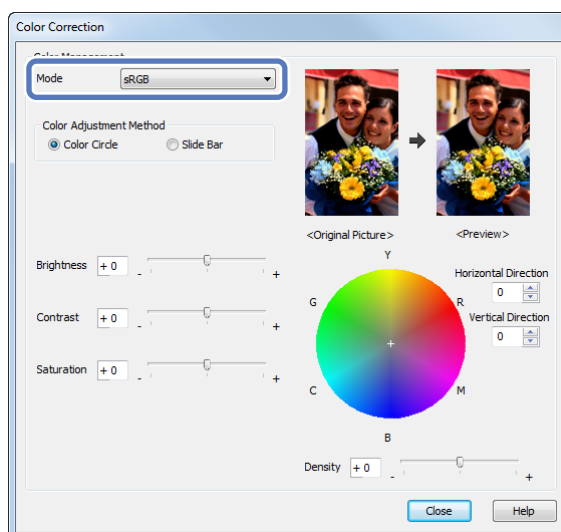 Color Correction
Color Management
Mode sRGB
Color Adjustment Method
Color Circle Slide Bar
<Original Picture> <Preview>
Brightness + 0 - +
Contrast + 0 - +
Saturation + 0 - +
Y
G R
C M
B
Horizontal Direction
0
Vertical Direction
0
Density + 0 - +
Close Help